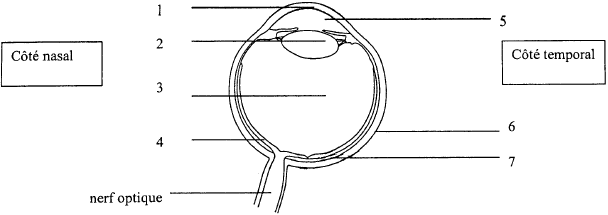 1
5
Côté nasal
2
Côté temporal
3
4
6
7
nerf optique